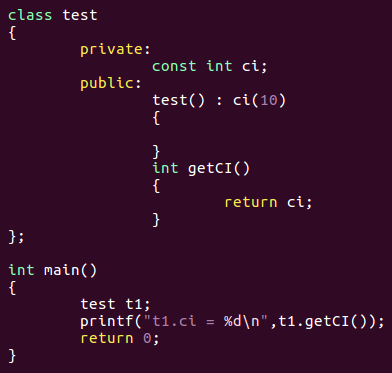 class test
{
        private:
                const int ci;
        public:
                test() : ci(10)
                {

                }
                int getCI()
                {
                        return ci;
                }
};

int main()
{
        test t1;
        printf("t1.ci = %d\n",t1.getCI());
        return 0;
}